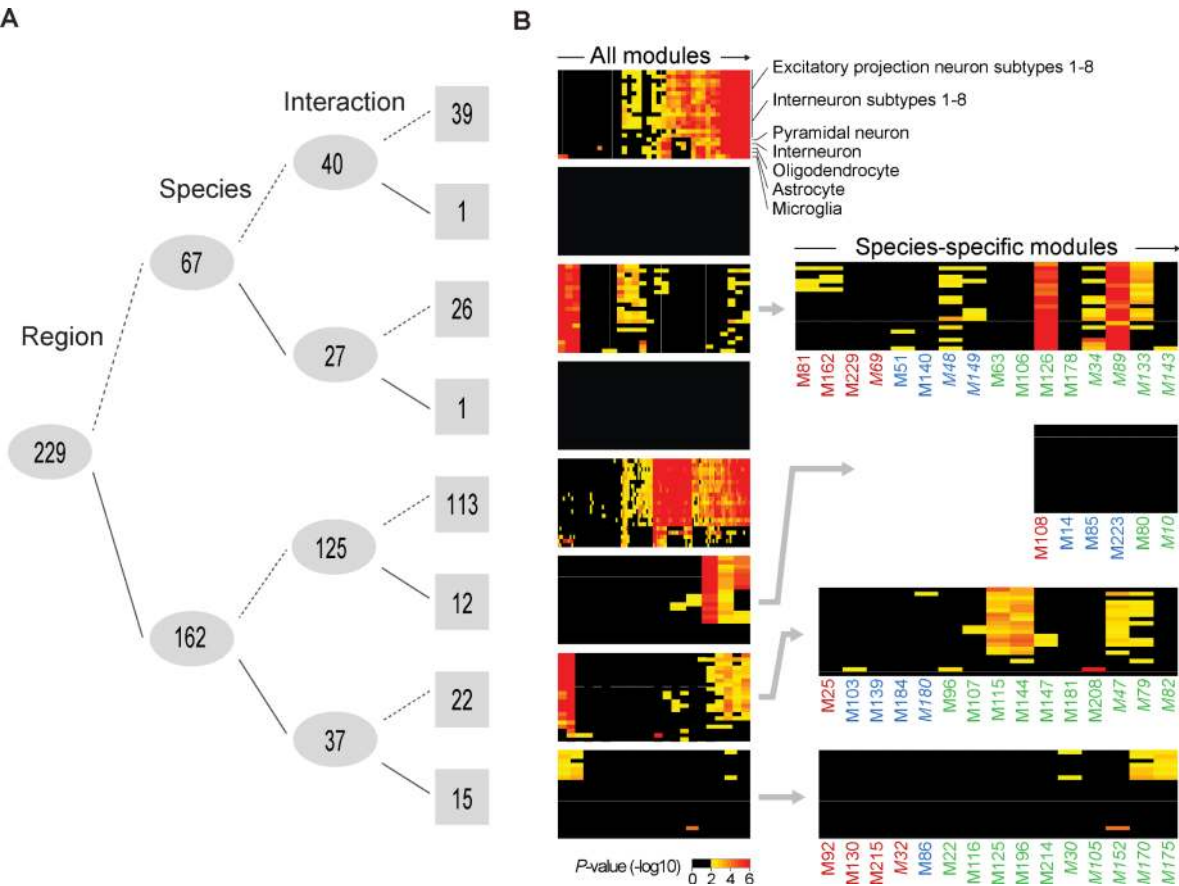 A
Region
Species
Interaction
229
67
162
40
27
125
37
39
1
26
1
113
12
22
15
B
All modules
Excitatory projection neuron subtypes 1-8
Interneuron subtypes 1-8
Pyramidal neuron
Interneuron
Oligodendrocyte
Astrocyte
Microglia
Species-specific modules
M81 M162 M229 M69 M51 M140 M48 M149 M63 M106 M126 M178 M34 M89 M133 M143
M108 M14 M85 M223 M80 M10
M25 M103 M139 M184 M180 M96 M107 M115 M144 M147 M181 M208 M47 M79 M82
M92 M130 M215 M32 M86 M22 M116 M125 M196 M214 M30 M105 M152 M170 M175
P-value (-log10)
0 2 4 6